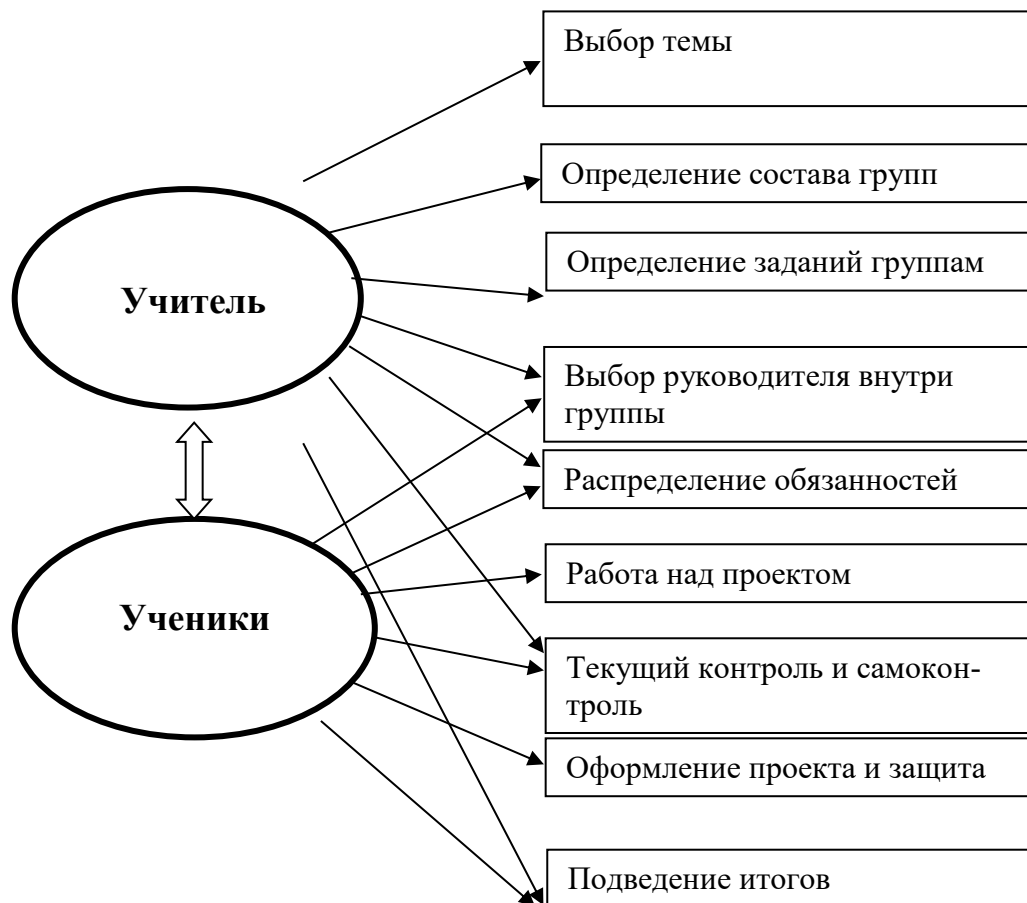 Выбор темы
Определение состава групп
Определение заданий группам
Учитель
Выбор руководителя внутри
группы
Распределение обязанностей
Работа над проектом
Ученики
Текущий контроль и самокон-
троль
Оформление проекта и защита
Подведение итогов